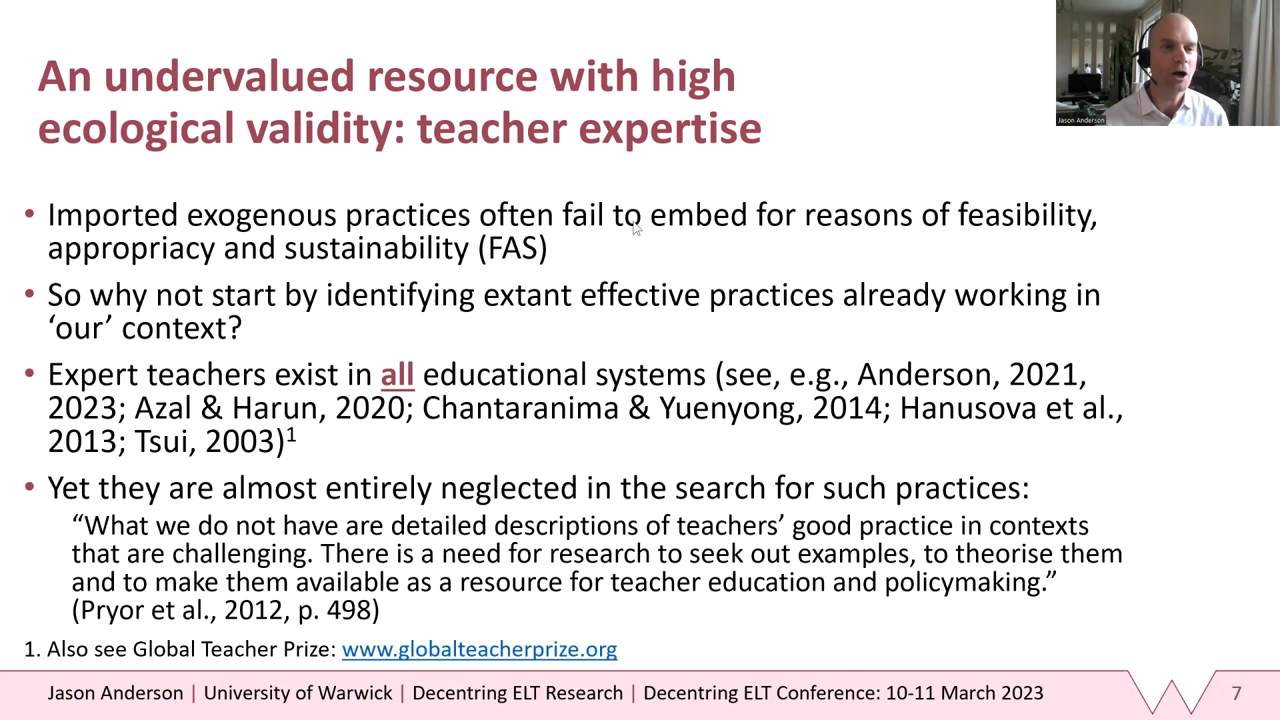 An undervalued resource with high
ecological validity: teacher expertise
Jason Anderson
• Imported exogenous practices often fail to embed for reasons of feasibility,
appropriacy and sustainability (FAS)
• So why not start by identifying extant effective practices already working in
‘our’ context?
• Expert teachers exist in all educational systems (see, e.g., Anderson, 2021,
2023; Azal & Harun, 2020; Chantaranima & Yuenyong, 2014; Hanusova et al.,
2013; Tsui, 2003)1
• Yet they are almost entirely neglected in the search for such practices:
“What we do not have are detailed descriptions of teachers’ good practice in contexts
that are challenging. There is a need for research to seek out examples, to theorise them
and to make them available as a resource for teacher education and policymaking.”
(Pryor et al., 2012, p. 498)
1. Also see Global Teacher Prize: www.globalteacherprize.org
Jason Anderson | University of Warwick | Decentring ELT Research | Decentring ELT Conference: 10-11 March 2023
7